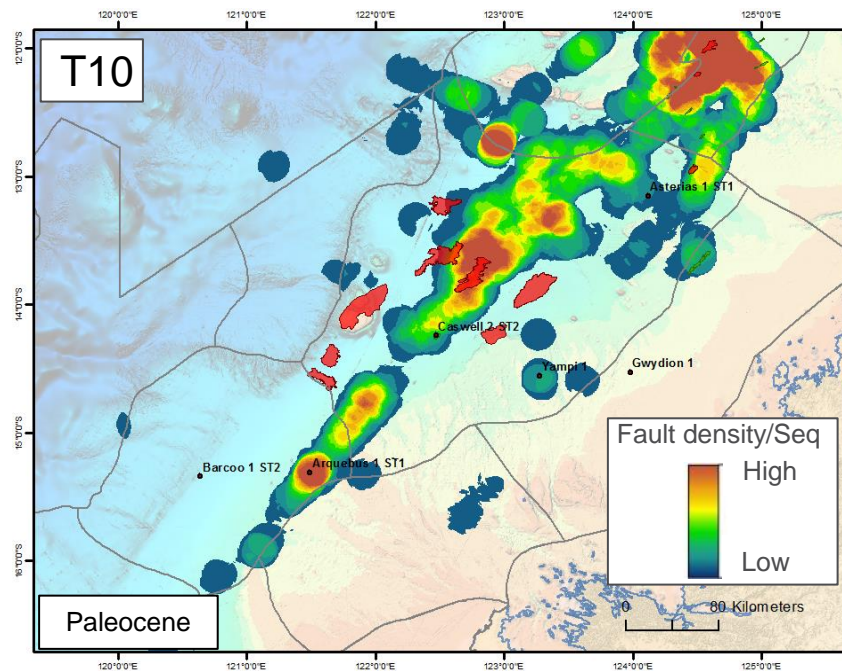 120°0'0"E 121°0'0"E 122°0'0"E 123°0'0"E 124°0'0"E 125°0'0"E
T10
12°0'0"S
13°0'0"S
Asterias 1 ST1
14°0'0"S
Caswell 2 ST2
Yampi 1
Gwydion 1
15°0'0"S
Barcoo 1 ST2
Arquebus 1 ST1
16°0'0"S
Fault density/Seq
High
Low
0 80 Kilometers
Paleocene
120°0'0"E 121°0'0"E 122°0'0"E 123°0'0"E 124°0'0"E 125°0'0"E